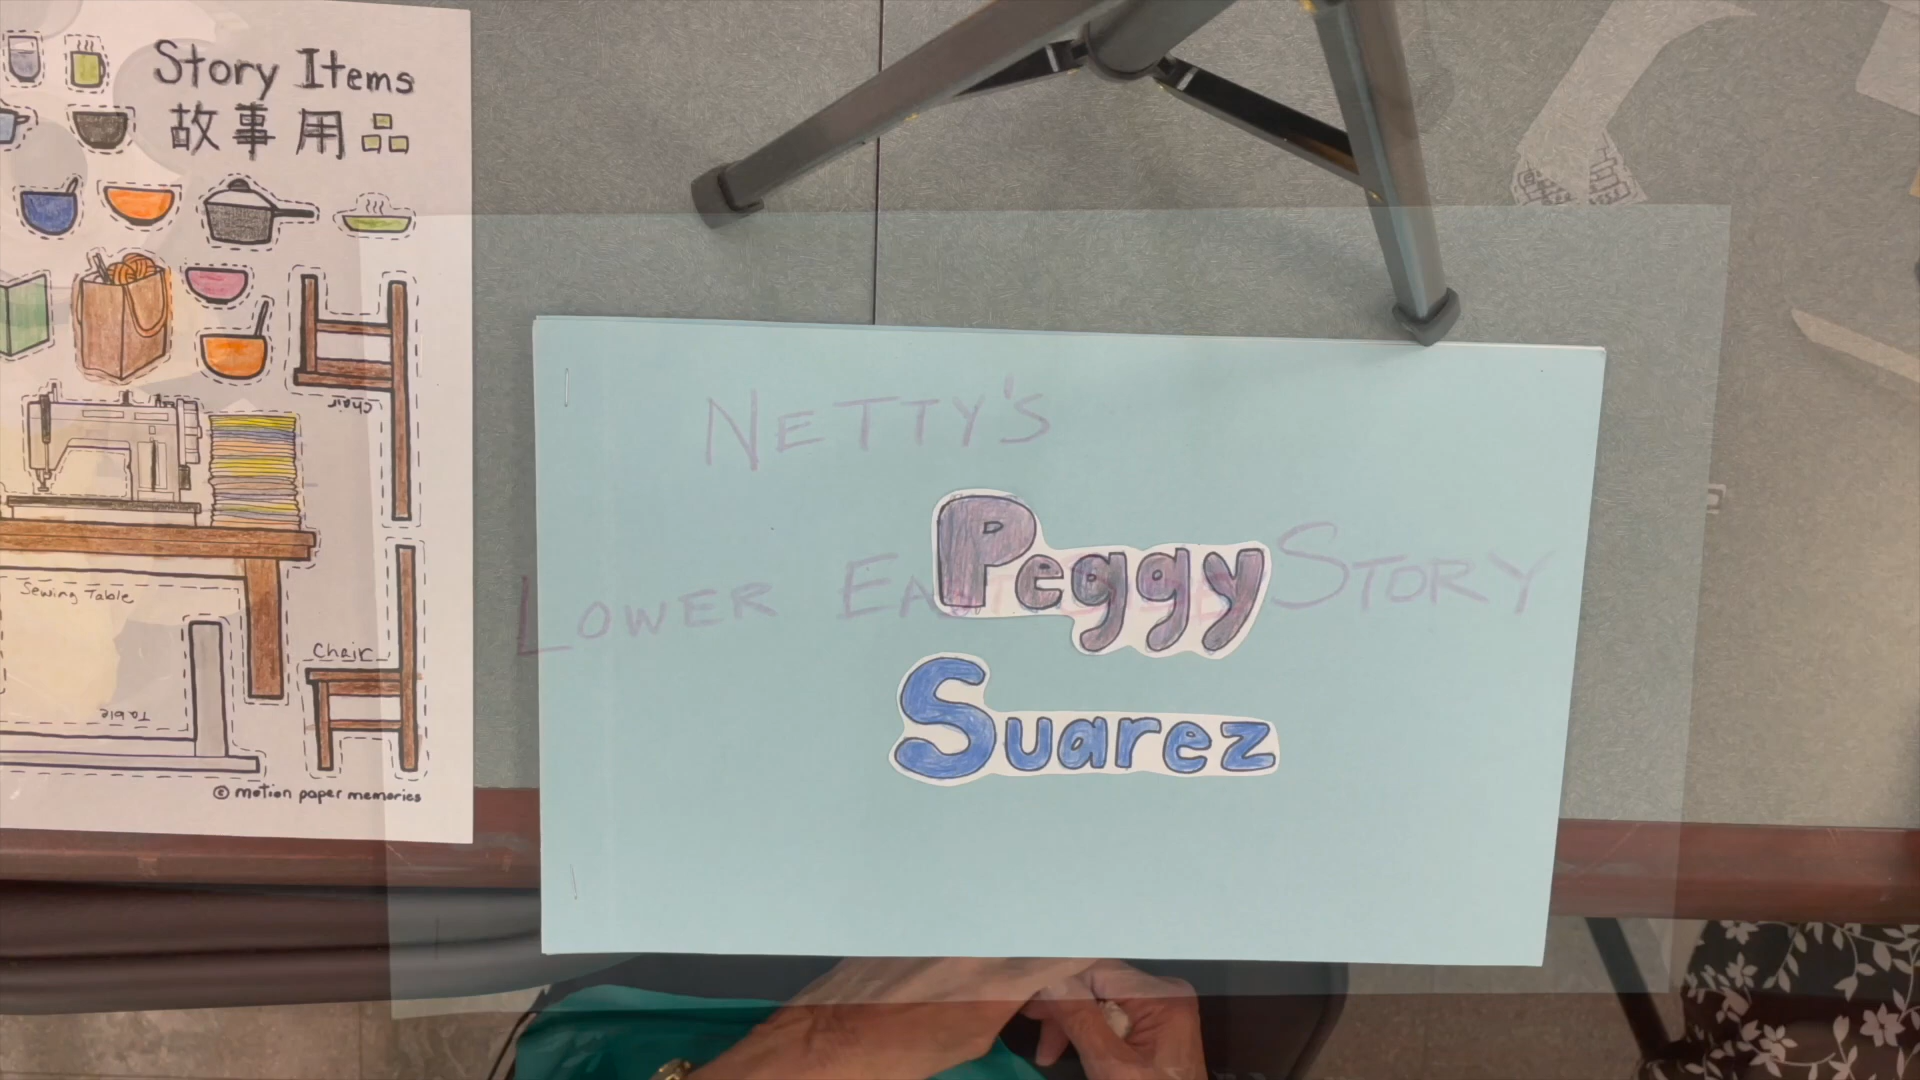 Story Items
故事用品
Chair
Sewing Table
Chair
Table
© motion paper memories
NETTY'S
LOWER EAST STORY
Peggy
Suarez